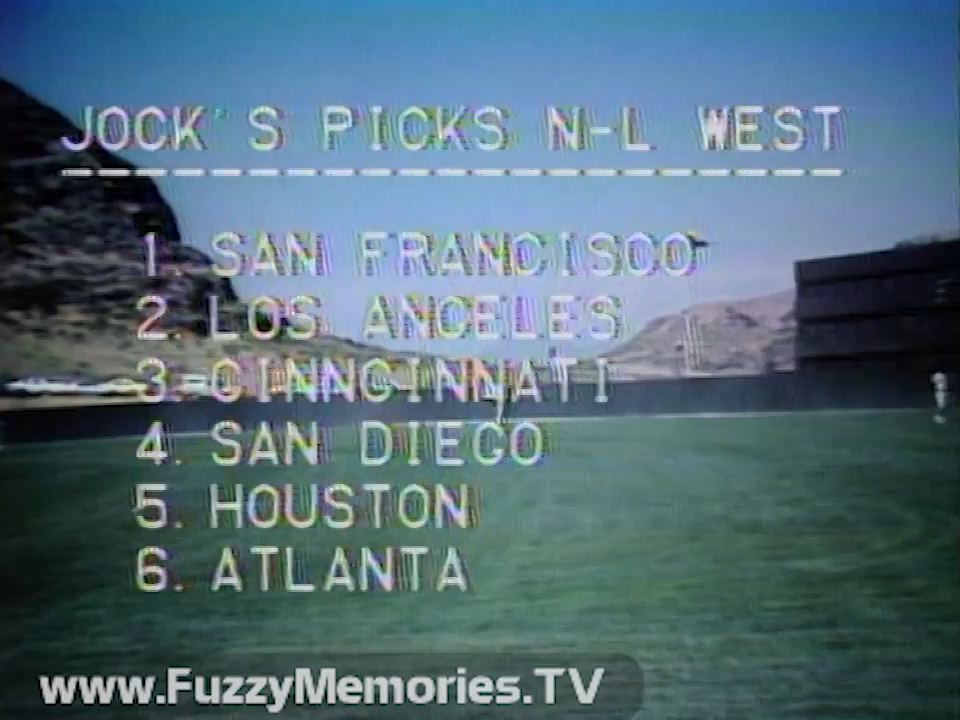 JOCK'S PICKS N-L WEST
1. SAN FRANCISCO
2. LOS ANGELES
3. CINNCINNATI
4. SAN DIEGO
5. HOUSTON
6. ATLANTA
www.FuzzyMemories.TV